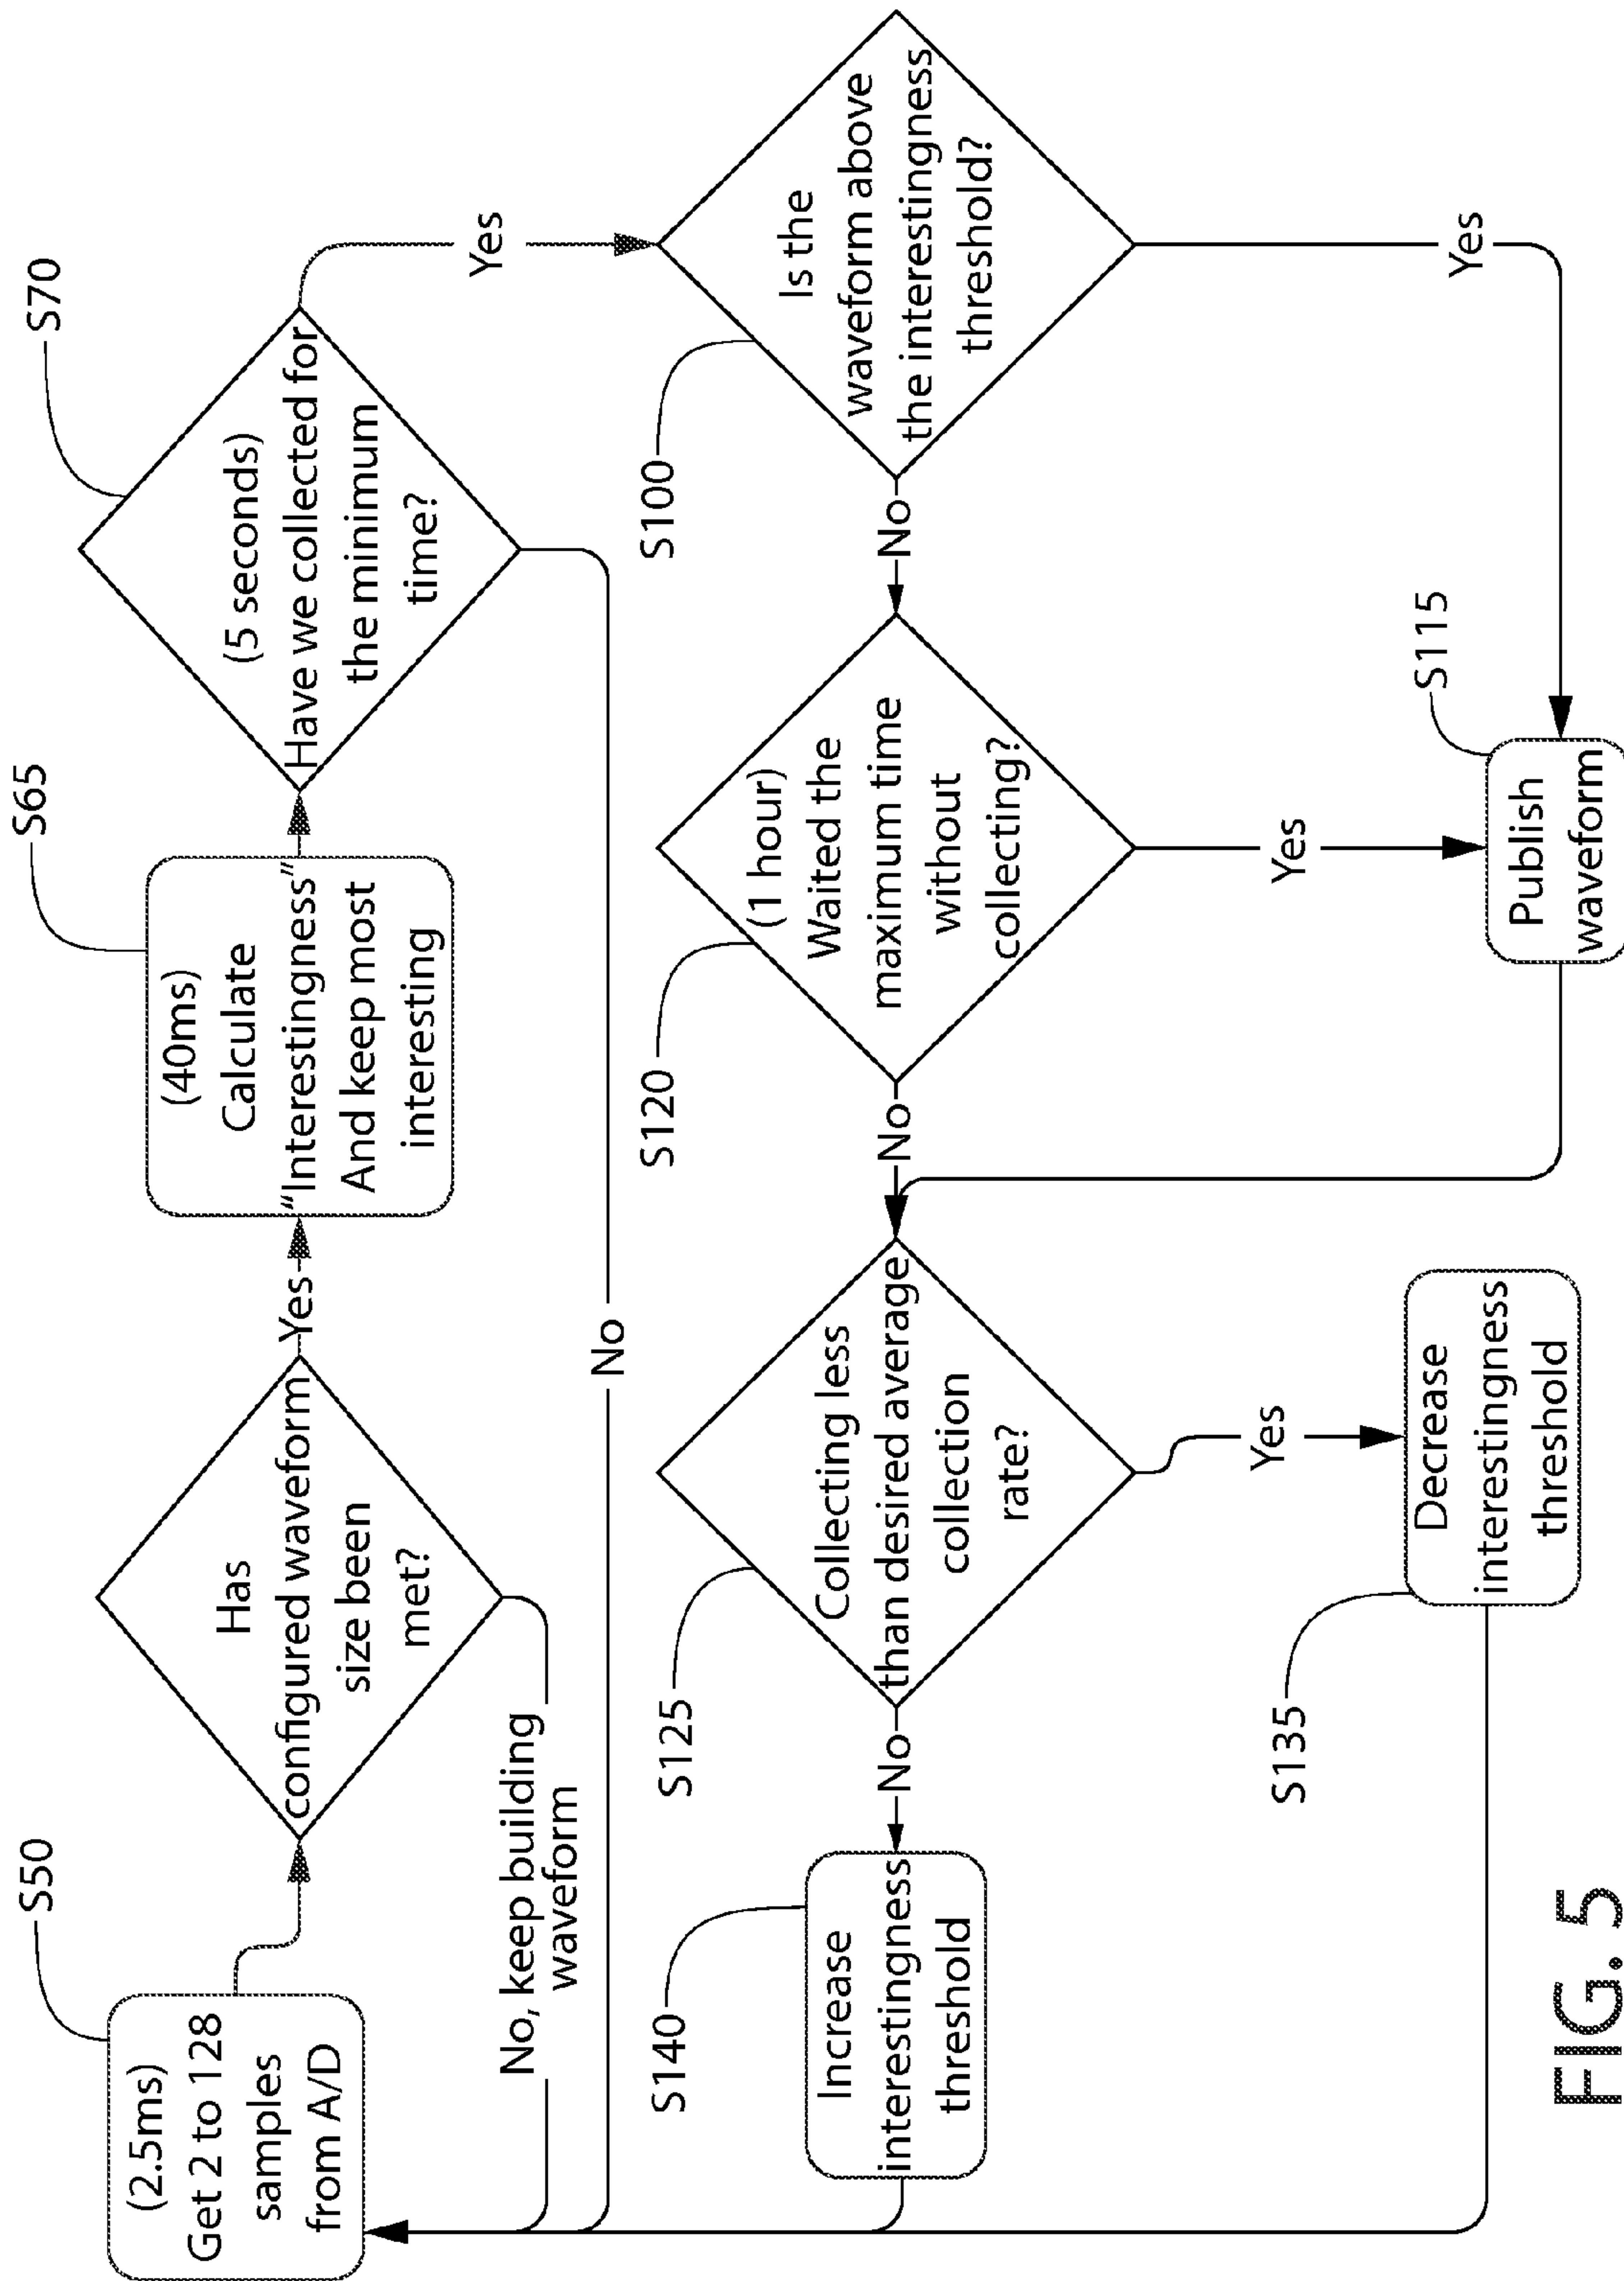 S50
(2.5ms)
Get 2 to 128
samples
from A/D
Has
configured waveform
size been
met?
Yes
No, keep building
waveform
S65
(40ms)
Calculate
“Interestingness”
And keep most
interesting
S70
(5 seconds)
Have we collected for
the minimum
time?
No
Yes
S100
Is the
waveform above
the interestingness
threshold?
Yes
No
S120
(1 hour)
Waited the
maximum time
without
collecting?
Yes
No
S115
Publish
waveform
S125
Collecting less
than desired average
collection
rate?
Yes
No
S135
Decrease
interestingness
threshold
S140
Increase
interestingness
threshold
FIG. 5